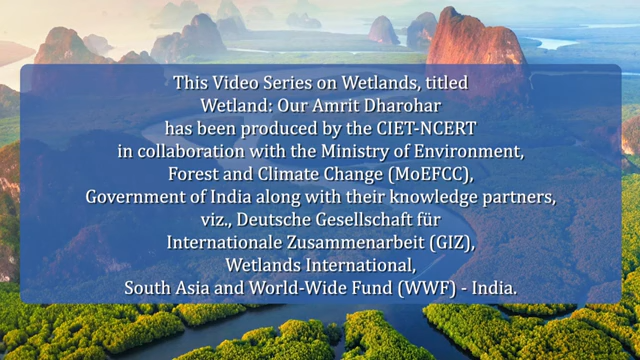 This Video Series on Wetlands, titled
Wetland: Our Amrit Dharohar
has been produced by the CIET-NCERT
in collaboration with the Ministry of Environment,
Forest and Climate Change (MoEFCC),
Government of India along with their knowledge partners,
viz., Deutsche Gesellschaft für
Internationale Zusammenarbeit (GIZ),
Wetlands International,
South Asia and World-Wide Fund (WWF) - India.